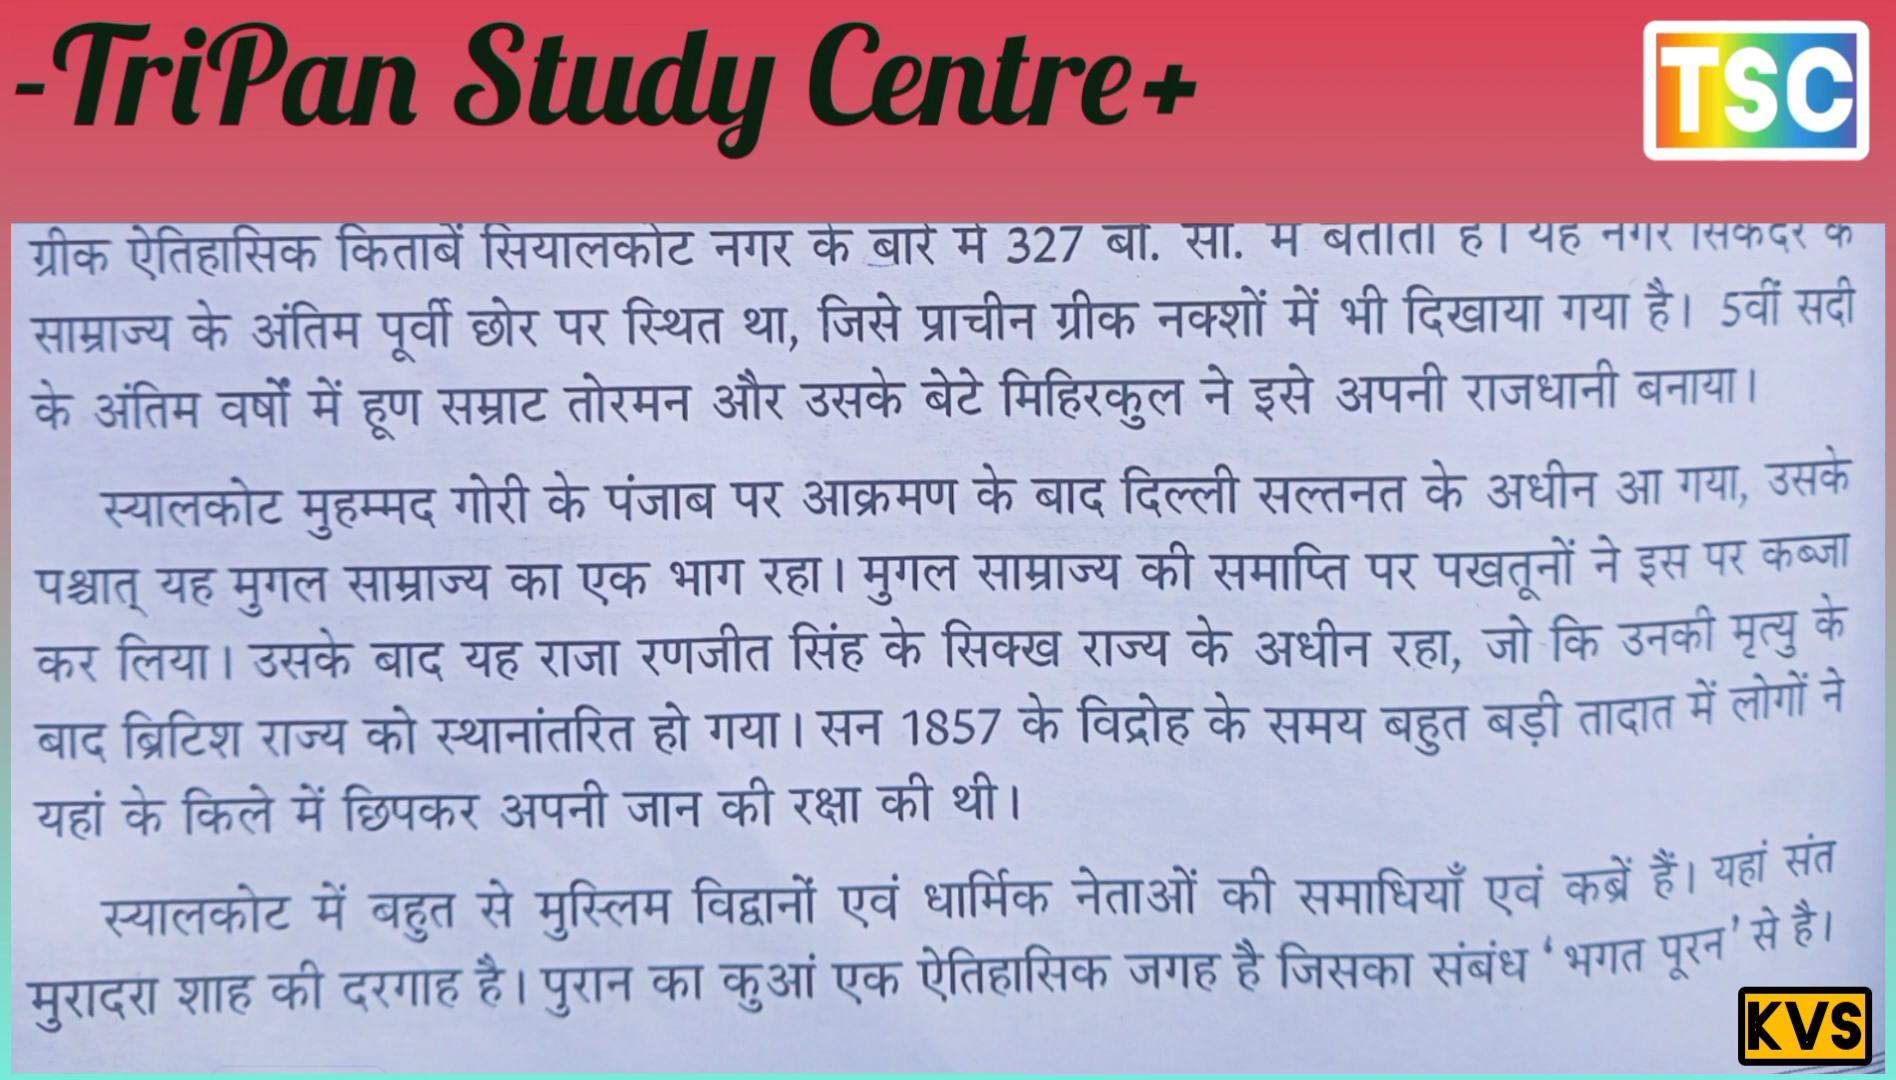 -TriPan Study Centre+
TSC
ग्रीक ऐतिहासिक किताबें सियालकोट नगर के बारे में 327 बी. सी. में बताती हैं। यह नगर सिकंदर के
साम्राज्य के अंतिम पूर्वी छोर पर स्थित था, जिसे प्राचीन ग्रीक नक्शों में भी दिखाया गया है। 5वीं सदी
के अंतिम वर्षों में हूण सम्राट तोरमन और उसके बेटे मिहिरकुल ने इसे अपनी राजधानी बनाया।
स्यालकोट मुहम्मद गोरी के पंजाब पर आक्रमण के बाद दिल्ली सल्तनत के अधीन आ गया, उसके
पश्चात् यह मुगल साम्राज्य का एक भाग रहा। मुगल साम्राज्य की समाप्ति पर पखतूनों ने इस पर कब्जा
कर लिया। उसके बाद यह राजा रणजीत सिंह के सिक्ख राज्य के अधीन रहा, जो कि उनकी मृत्यु के
बाद ब्रिटिश राज्य को स्थानांतरित हो गया। सन 1857 के विद्रोह के समय बहुत बड़ी तादात में लोगों ने
यहां के किले में छिपकर अपनी जान की रक्षा की थी।
स्यालकोट में बहुत से मुस्लिम विद्वानों एवं धार्मिक नेताओं की समाधियाँ एवं कब्रें हैं। यहां संत
मुरादरा शाह की दरगाह है। पुरान का कुआं एक ऐतिहासिक जगह है जिसका संबंध 'भगत पूरन' से है।
KVS